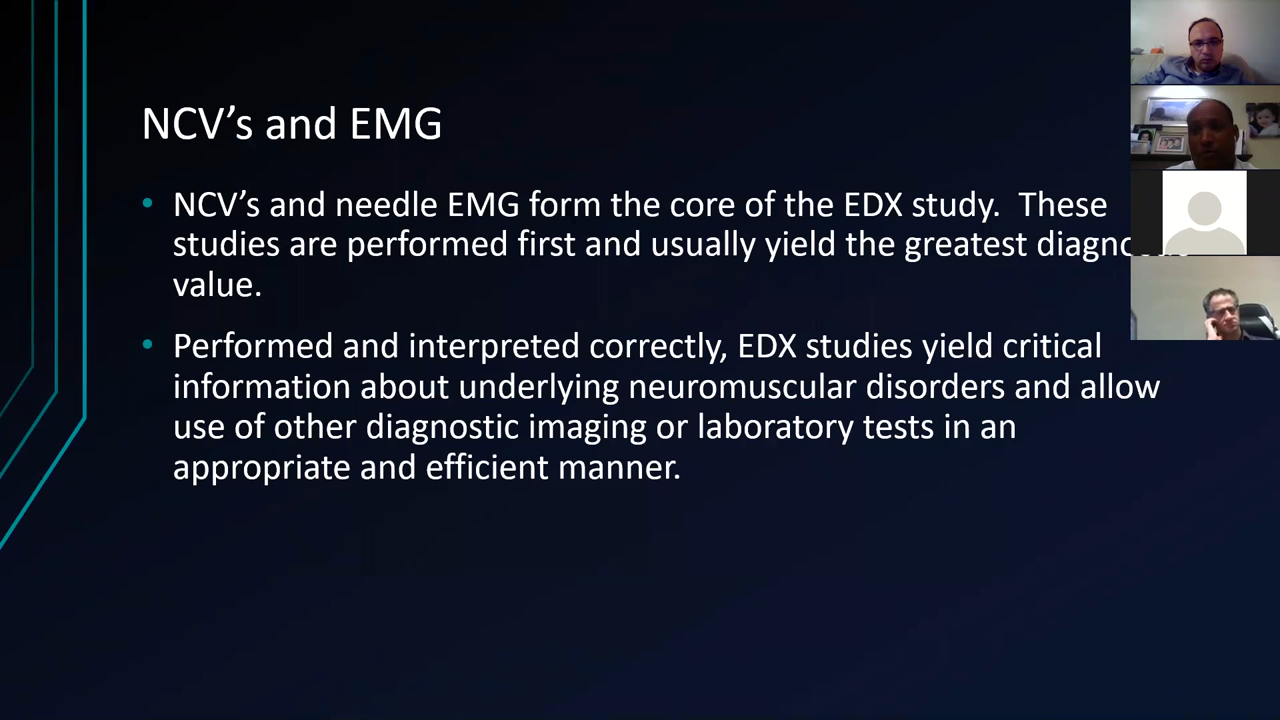 NCV’s and EMG
• NCV’s and needle EMG form the core of the EDX study.  These
studies are performed first and usually yield the greatest
value.
• Performed and interpreted correctly, EDX studies yield critical
information about underlying neuromuscular disorders and allow
use of other diagnostic imaging or laboratory tests in an
appropriate and efficient manner.